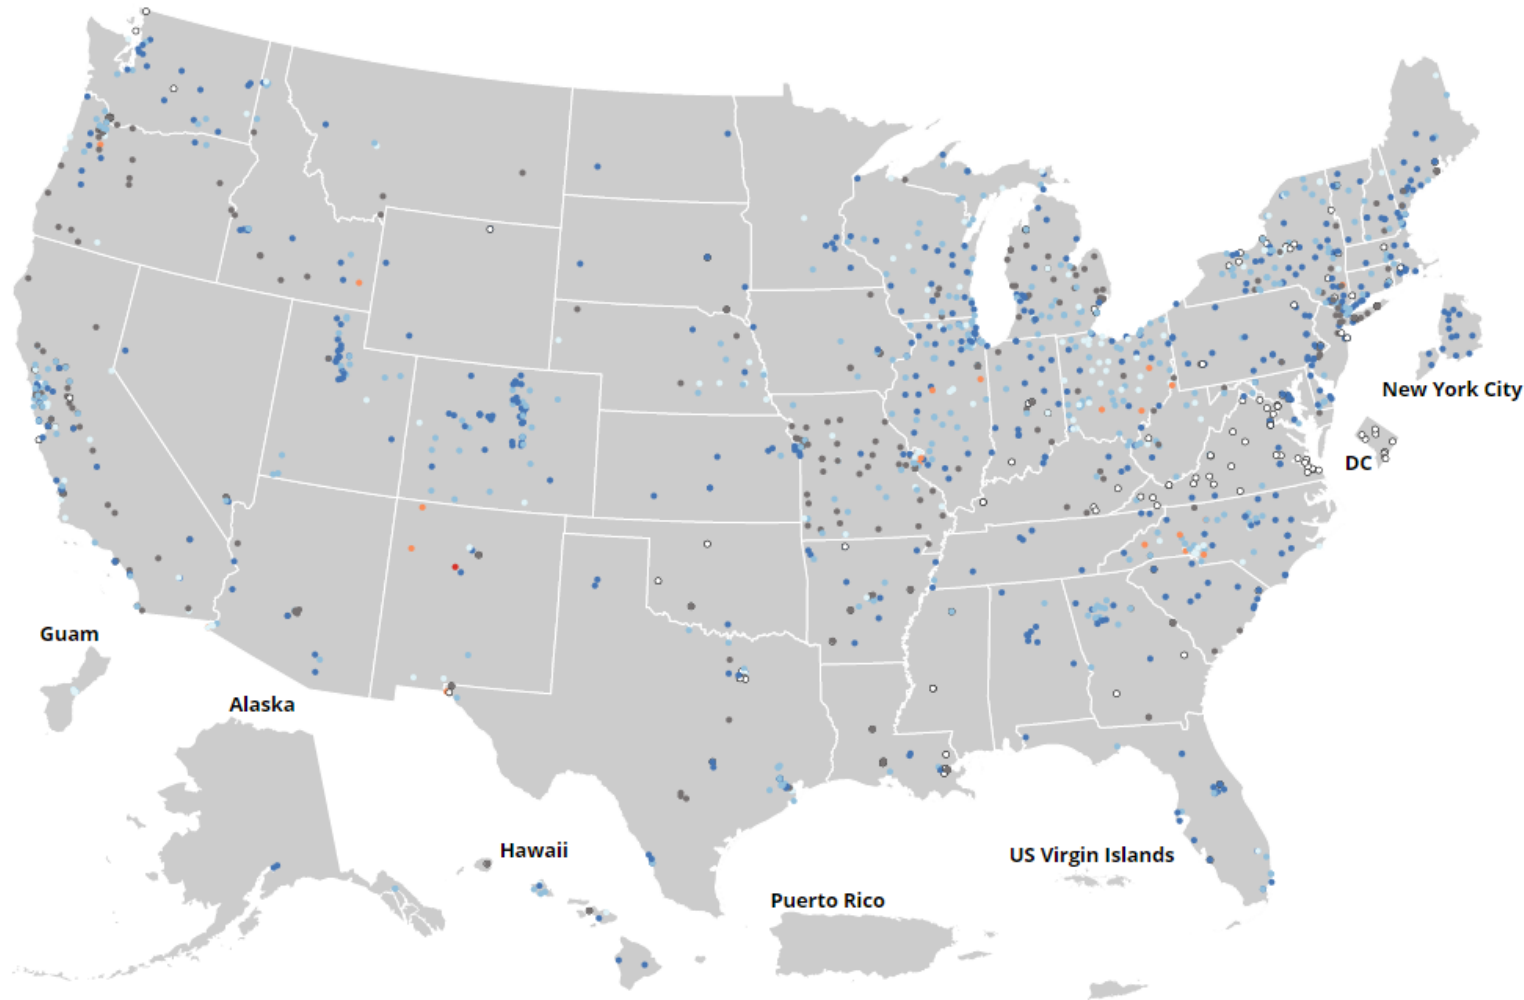 New York City
DC
Guam
Alaska
Hawaii
US Virgin Islands
Puerto Rico